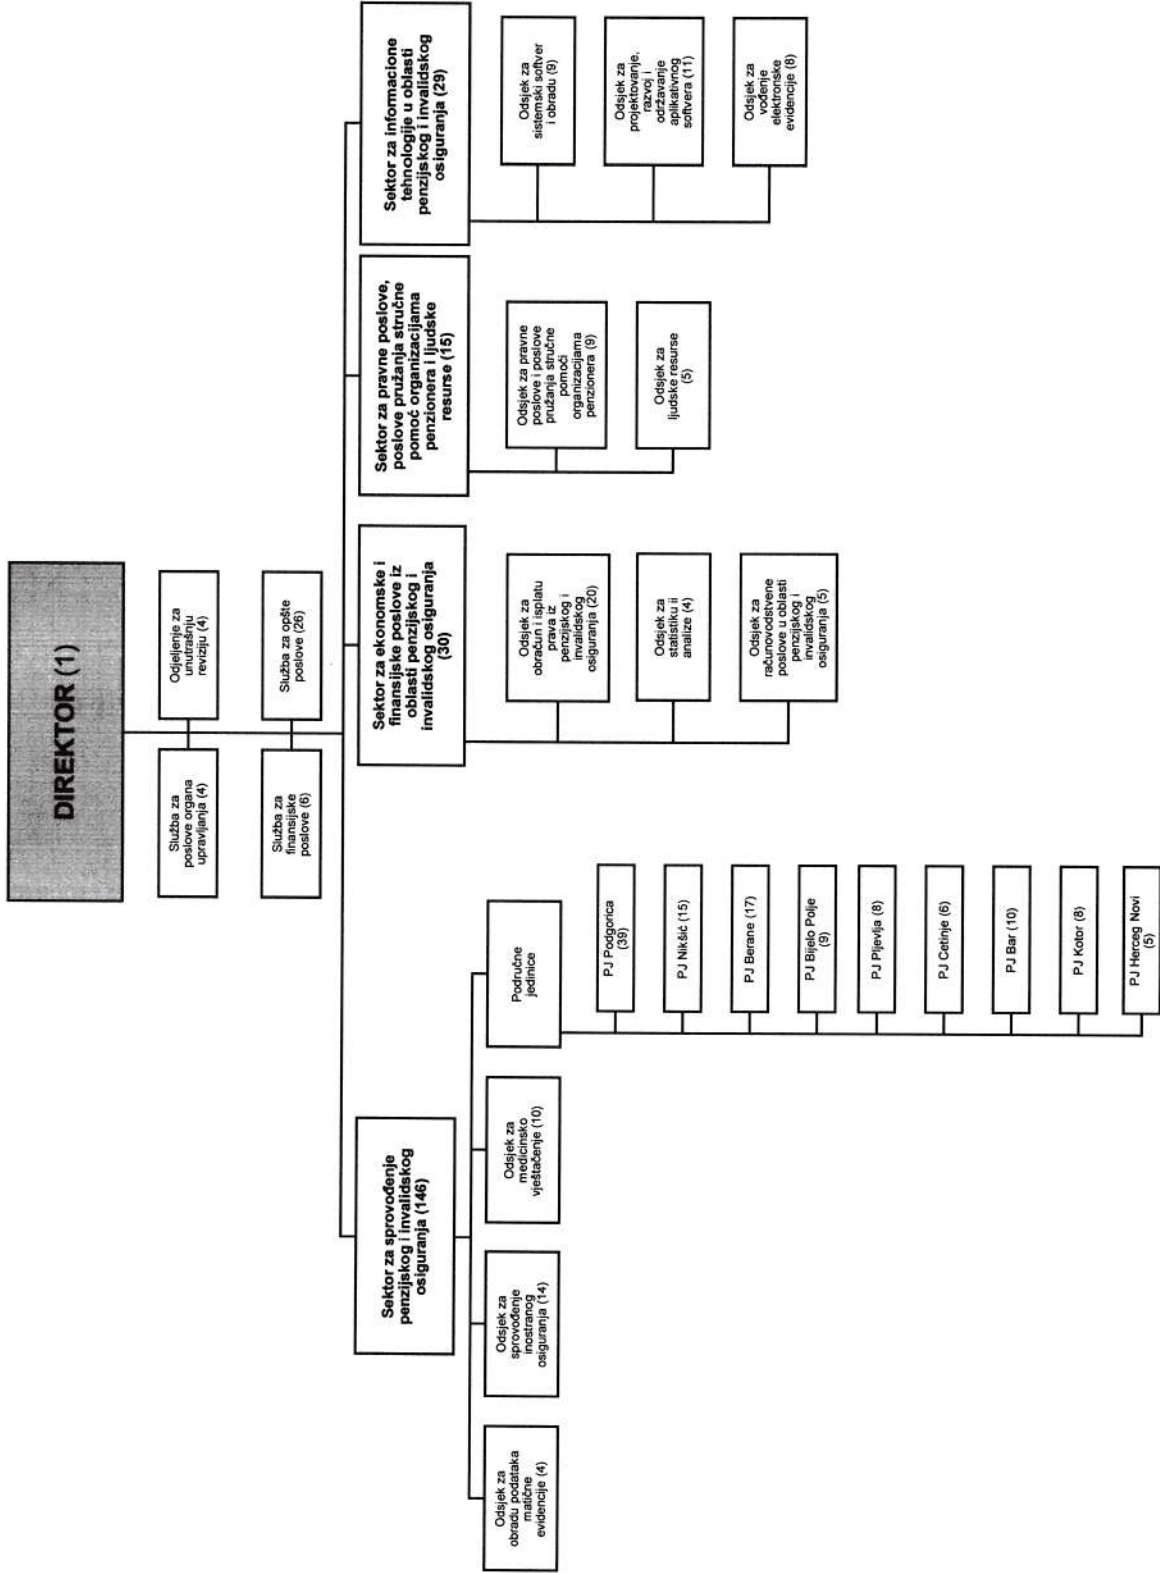 DIREKTOR (1)
Služba za
poslove organa
upravljanja (4)
Odjeljenje za
unutrašnju
reviziju (4)
Služba za
finansijske
poslove (6)
Služba za opšte
poslove (26)
Sektor za sprovođenje
penzijskog i invalidskog
osiguranja (146)
Sektor za ekonomske i
finansijske poslove iz
oblasti penzijskog i
invalidskog osiguranja
(30)
Sektor za pravne poslove,
poslove pružanja stručne
pomoć organizacijama
penzionera i ljudske
resurse (15)
Sektor za informacione
tehnologije u oblasti
penzijskog i invalidskog
osiguranja (29)
Odsjek za
obradu podataka
matične
evidencije (4)
Odsjek za
sprovođenje
inostranog
osiguranja (14)
Odsjek za
medicinsko
vještačenje (10)
Područne
jedinice
PJ Podgorica
(39)
PJ Nikšić (15)
PJ Berane (17)
PJ Bijelo Polje
(9)
PJ Pljevlja (8)
PJ Cetinje (6)
PJ Bar (10)
PJ Kotor (8)
PJ Herceg Novi
(5)
Odsjek za
obračun i isplatu
prava iz
penzijskog i
invalidskog
osiguranja (20)
Odsjek za
statistiku ii
analize (4)
Odsjek za
računovodstvene
poslove u oblasti
penzijskog i
invalidskog
osiguranja (5)
Odsjek za pravne
poslove i poslove
pružanja stručne
pomoći
organizacijama
penzionera (9)
Odsjek za
ljudske resurse
(5)
Odsjek za
sistemski softver
i obradu (9)
Odsjek za
projektovanje,
razvoj i
održavanje
aplikativnog
softvera (11)
Odsjek za
vođenje
elektronske
evidencije (8)